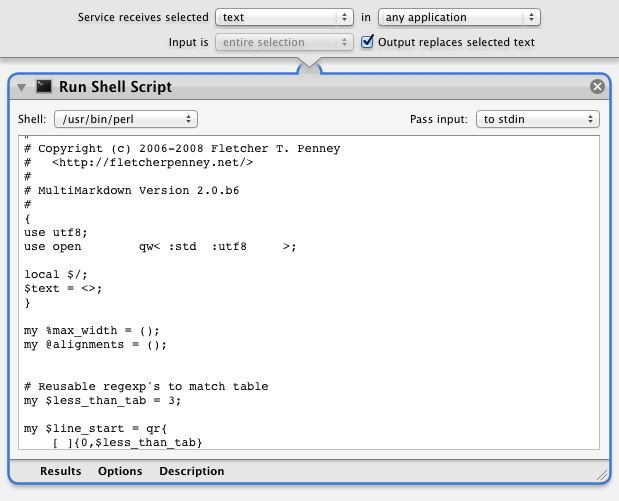 Service receives selected text in any application
Input is entire selection Output replaces selected text
Run Shell Script
Shell: /usr/bin/perl Pass input: to stdin
#
# Copyright (c) 2006-2008 Fletcher T. Penney
#   <http://fletcherpenney.net/>
#
# MultiMarkdown Version 2.0.b6
#
{
use utf8;
use open        qw< :std  :utf8     >;

local $/;
$text = <>;
}

my %max_width = ();
my @alignments = ();


# Reusable regexp's to match table
my $less_than_tab = 3;

my $line_start = qr{
    [ ]{0,$less_than_tab}
Results Options Description